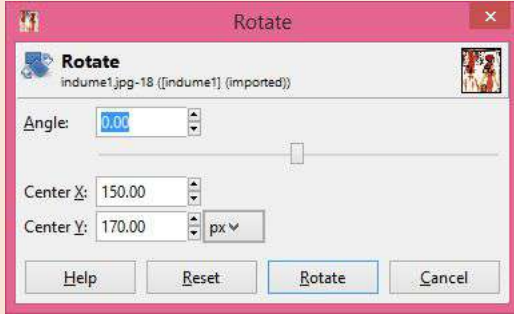 Rotate
Rotate
indume1.jpg-18 ([indume1] (imported))
Angle: 0.00
Center X: 150.00
Center Y: 170.00 px
Help Reset Rotate Cancel